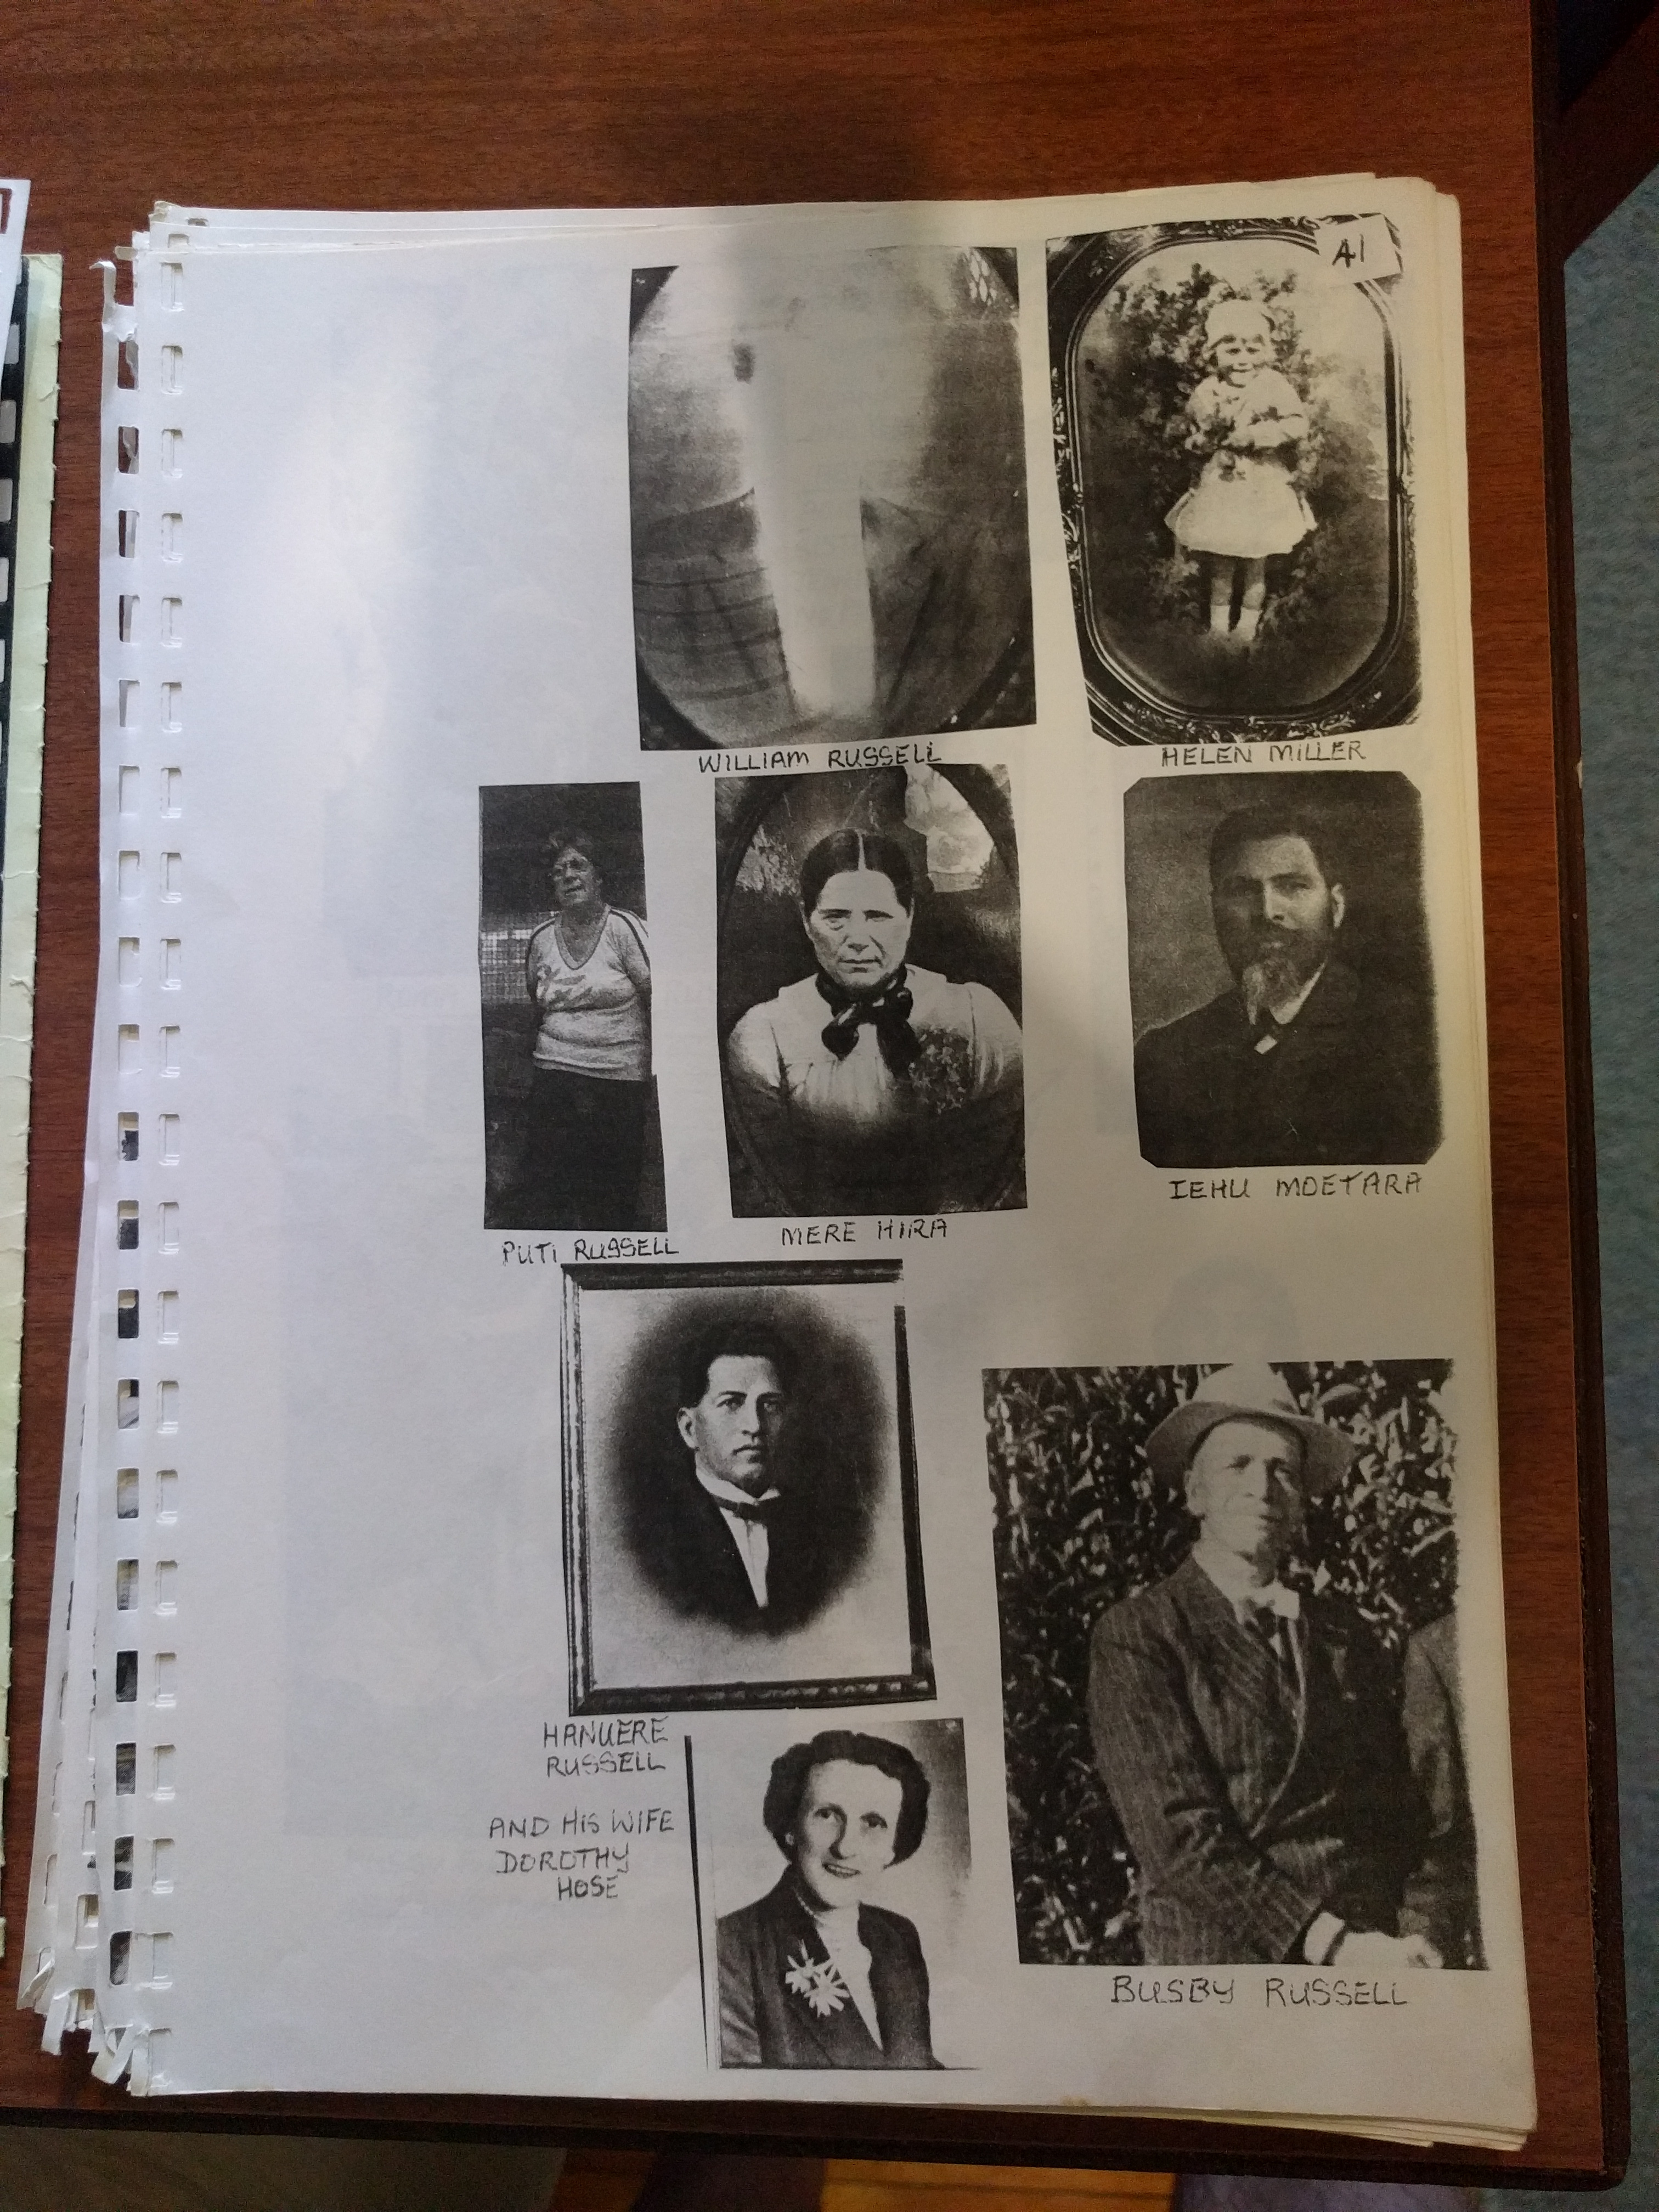 A1
WILLIAM RUSSELL
HELEN MILLER
PUTI RUSSELL
MERE HIRA
IEHU MOETARA
HANUERE
RUSSELL
AND HIS WIFE
DOROTHY
HOSE
BUSBY RUSSELL